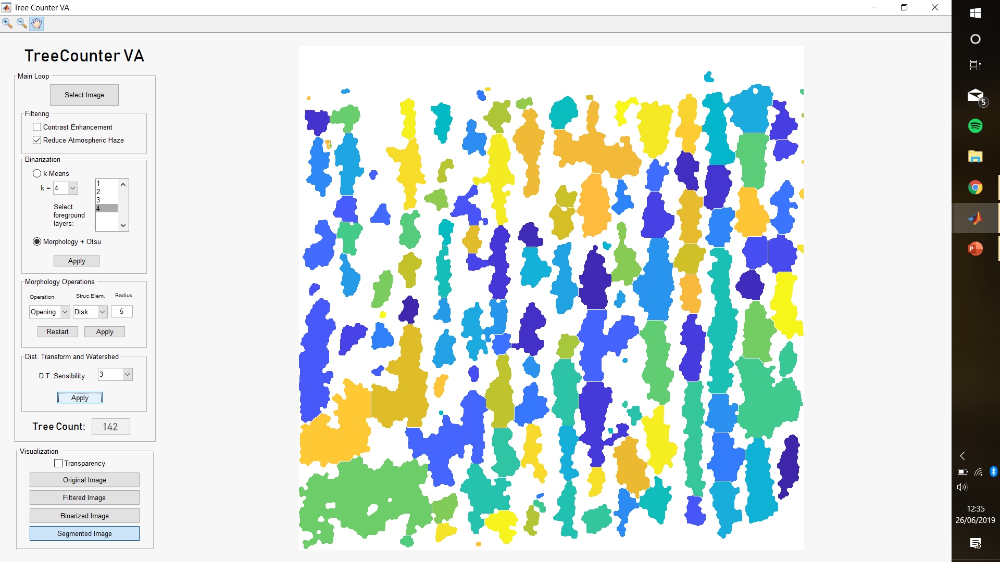 Tree Counter VA
TreeCounter VA
Main Loop
Select Image
Filtering
Contrast Enhancement
Reduce Atmospheric Haze
Binarization
k-Means
k = 4
1
2
3
4
Select
foreground
layers:
Morphology + Otsu
Apply
Morphology Operations
Operation Struc.Elem. Radius
Opening Disk 5
Restart Apply
Dist. Transform and Watershed
D.T. Sensibility 3
Apply
Tree Count: 142
Visualization
Transparency
Original Image
Filtered Image
Binarized Image
Segmented Image
5
12:35
26/06/2019